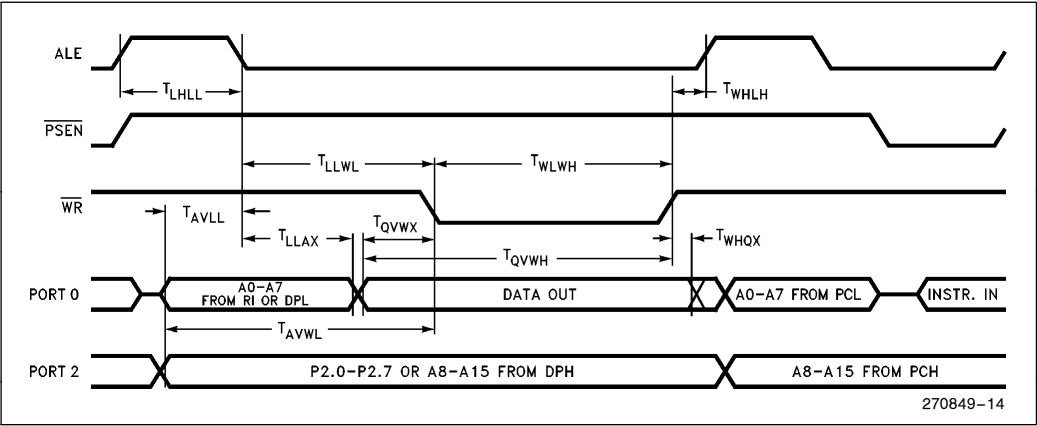 ALE
TLHLL
TWHLH
PSEN
TLLWL
TWLWH
WR
TAVLL
TLLAX
TQVWX
TWHQX
TQVWH
PORT 0
A0–A7
FROM RI OR DPL
DATA OUT
A0–A7 FROM PCL
INSTR. IN
TAVWL
PORT 2
P2.0–P2.7 OR A8–A15 FROM DPH
A8–A15 FROM PCH
270849–14